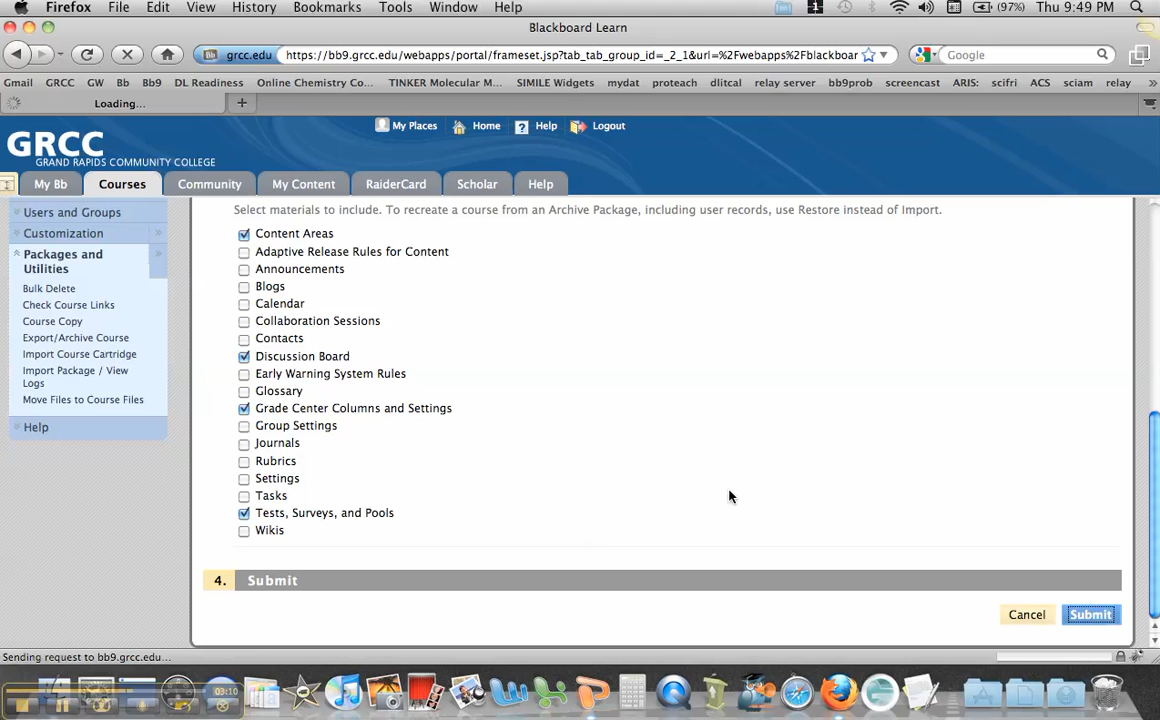 Firefox File Edit View History Bookmarks Tools Window Help 1 (97%) Thu 9:49 PM
Blackboard Learn
grcc.edu https://bb9.grcc.edu/webapps/portal/frameset.jsp?tab_tab_group_id=_2_1&url=%2Fwebapps%2Fblackboar Google
Gmail GRCC GW Bb Bb9 DL Readiness Online Chemistry Co... TINKER Molecular M... SIMILE Widgets mydat proteach dlitcal relay server bb9prob screencast ARIS: scifri ACS sciam relay »
Loading... +
My Places Home ? Help Logout
GRCC
GRAND RAPIDS COMMUNITY COLLEGE
My Bb Courses Community My Content RaiderCard Scholar Help
Users and Groups
Customization
Packages and
Utilities
Bulk Delete
Check Course Links
Course Copy
Export/Archive Course
Import Course Cartridge
Import Package / View
Logs
Move Files to Course Files
Help
Select materials to include. To recreate a course from an Archive Package, including user records, use Restore instead of Import.
Content Areas
Adaptive Release Rules for Content
Announcements
Blogs
Calendar
Collaboration Sessions
Contacts
Discussion Board
Early Warning System Rules
Glossary
Grade Center Columns and Settings
Group Settings
Journals
Rubrics
Settings
Tasks
Tests, Surveys, and Pools
Wikis
4. Submit
Cancel Submit
Sending request to bb9.grcc.edu...
03:10